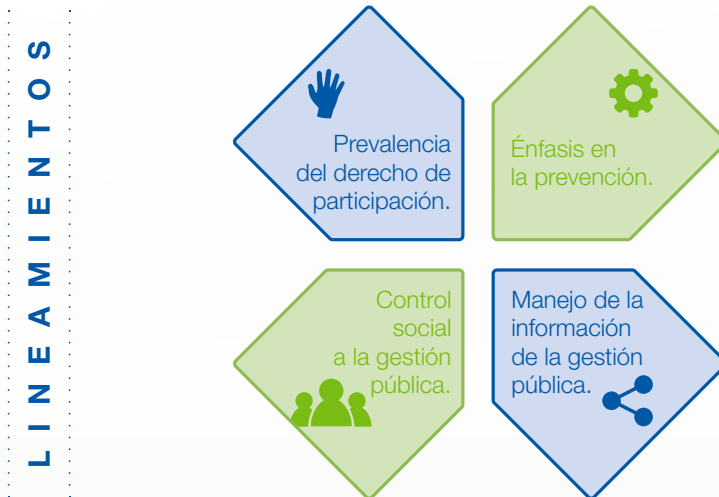 LINEAMIENTOS
Prevalencia
del derecho de
participación.
Énfasis en
la prevención.
Control
social
a la gestión
pública.
Manejo de la
información
de la gestión
pública.